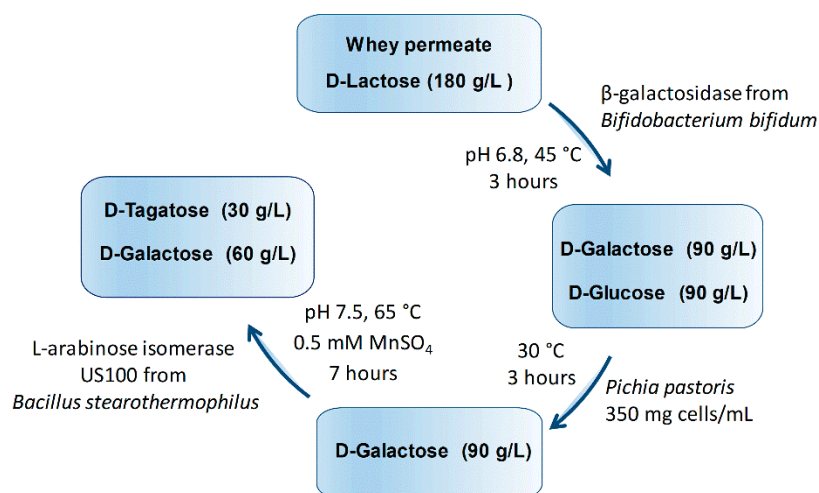 Whey permeate
D-Lactose (180 g/L )
β-galactosidase from
Bifidobacterium bifidum
pH 6.8, 45 °C
3 hours
D-Galactose (90 g/L)
D-Glucose (90 g/L)
30 °C
3 hours
Pichia pastoris
350 mg cells/mL
D-Galactose (90 g/L)
pH 7.5, 65 °C
0.5 mM MnSO₄
7 hours
L-arabinose isomerase
US100 from
Bacillus stearothermophilus
D-Tagatose (30 g/L)
D-Galactose (60 g/L)